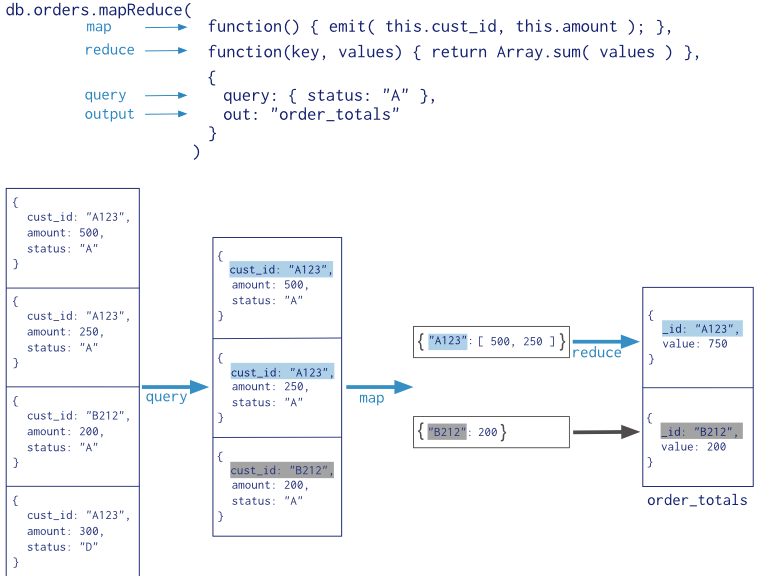 db.orders.mapReduce(
map function() { emit( this.cust_id, this.amount ); },
reduce function(key, values) { return Array.sum( values ) },
{
query query: { status: "A" },
output out: "order_totals"
}
)
{
cust_id: "A123",
amount: 500,
status: "A"
}
{
cust_id: "A123",
amount: 250,
status: "A"
}
{
cust_id: "B212",
amount: 200,
status: "A"
}
{
cust_id: "A123",
amount: 300,
status: "D"
}
query
{
cust_id: "A123",
amount: 500,
status: "A"
}
{
cust_id: "A123",
amount: 250,
status: "A"
}
{
cust_id: "B212",
amount: 200,
status: "A"
}
map
{ "A123": [ 500, 250 ] }
{ "B212": 200 }
reduce
{
_id: "A123",
value: 750
}
{
_id: "B212",
value: 200
}
order_totals